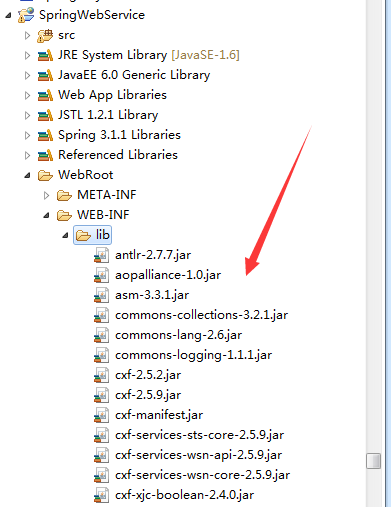 SpringWebService
src
JRE System Library [JavaSE-1.6]
JavaEE 6.0 Generic Library
Web App Libraries
JSTL 1.2.1 Library
Spring 3.1.1 Libraries
Referenced Libraries
WebRoot
META-INF
WEB-INF
lib
antlr-2.7.7.jar
aopalliance-1.0.jar
asm-3.3.1.jar
commons-collections-3.2.1.jar
commons-lang-2.6.jar
commons-logging-1.1.1.jar
cxf-2.5.2.jar
cxf-2.5.9.jar
cxf-manifest.jar
cxf-services-sts-core-2.5.9.jar
cxf-services-wsn-api-2.5.9.jar
cxf-services-wsn-core-2.5.9.jar
cxf-xjc-boolean-2.4.0.jar